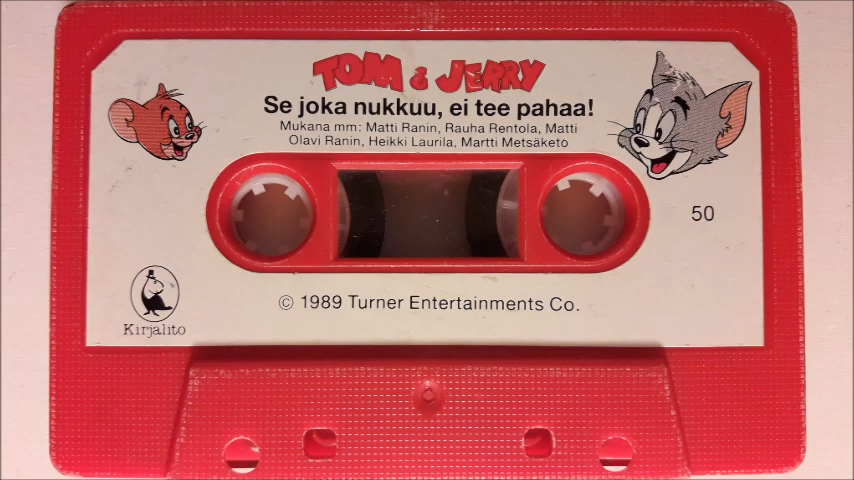 TOM & JERRY
Se joka nukkuu, ei tee pahaa!
Mukana mm: Matti Ranin, Rauha Rentola, Matti
Olavi Ranin, Heikki Laurila, Martti Metsäketo
50
© 1989 Turner Entertainments Co.
Kirjalito